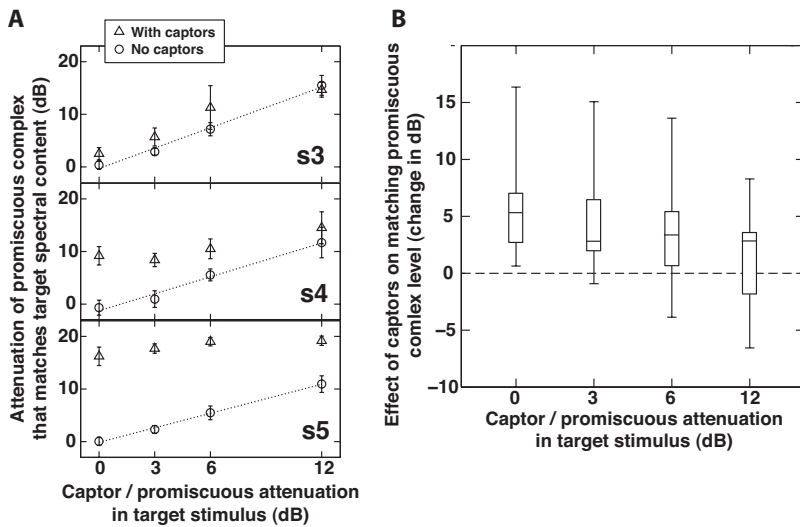 A
With captors
No captors
Attenuation of promiscuous complex
that matches target spectral content (dB)
20
10
0
s3
20
10
0
s4
20
10
0
s5
0
3
6
12
Captor / promiscuous attenuation
in target stimulus (dB)
B
Effect of captors on matching promiscuous
comlex level (change in dB)
15
10
5
0
−5
−10
0
3
6
12
Captor / promiscuous attenuation
in target stimulus (dB)